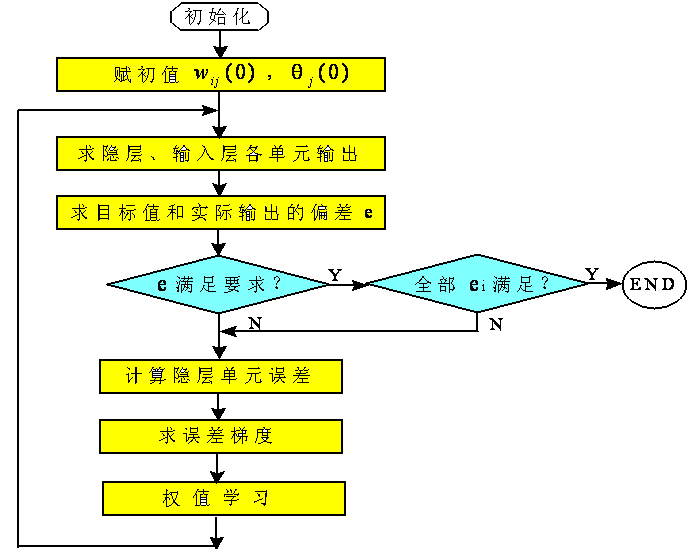 初始化
赋初值 wij(0) , θj(0)
求隐层、输入层各单元输出
求目标值和实际输出的偏差 e
e 满足要求？
Y
全部 ei 满足？
Y
END
N
N
计算隐层单元误差
求误差梯度
权值学习